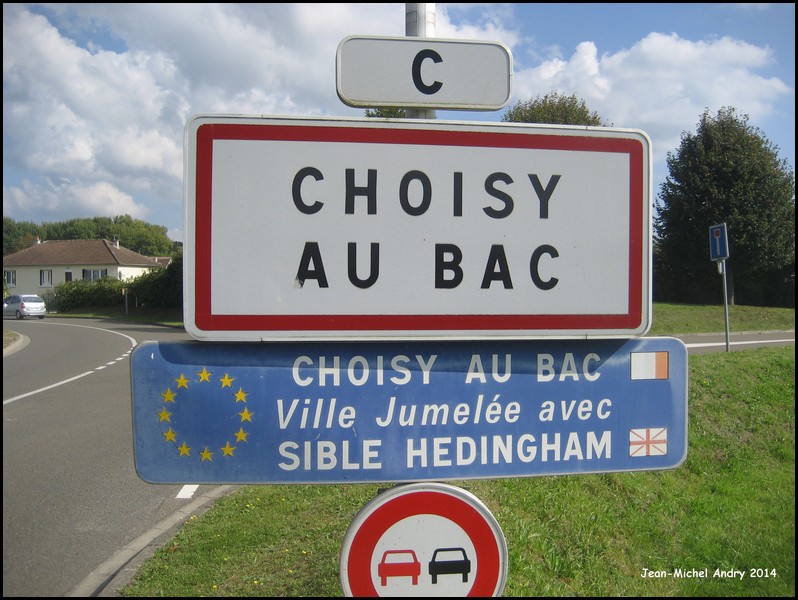 C
CHOISY
AU BAC
CHOISY AU BAC
Ville Jumelée avec
SIBLE HEDINGHAM
Jean-Michel Andry 2014